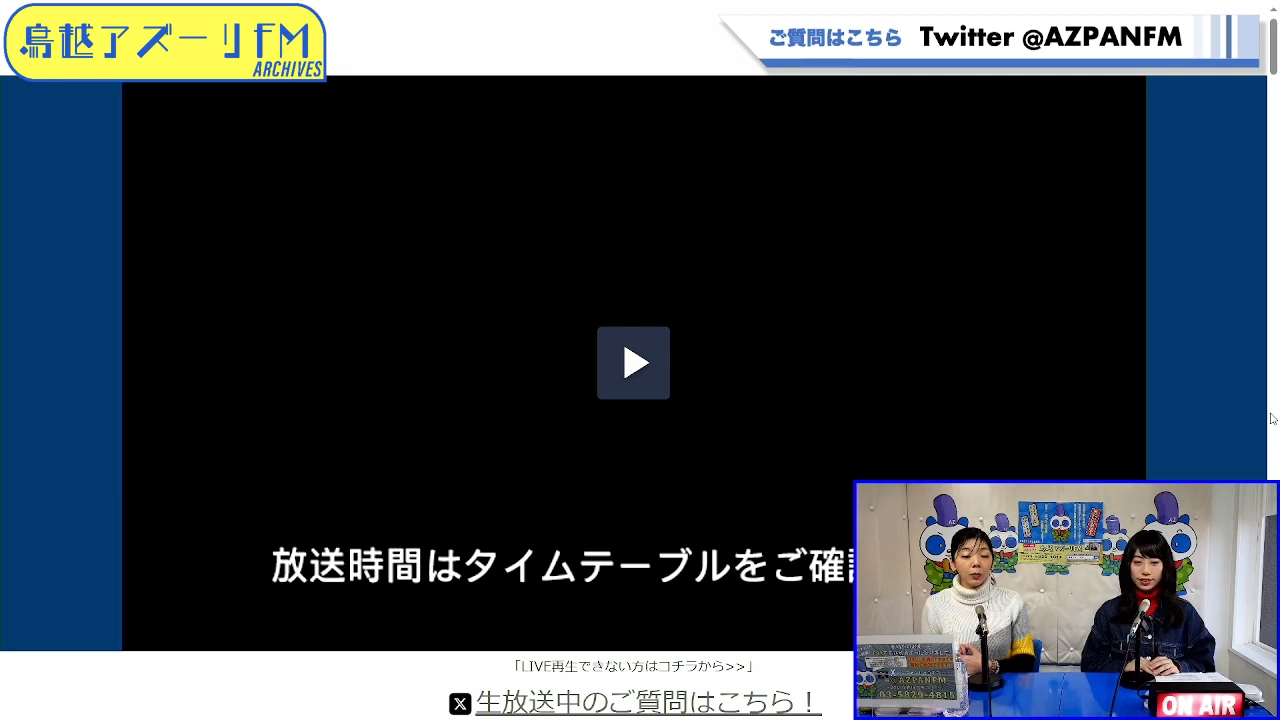 鳥越アズーリFM
ARCHIVES
ご質問はこちら Twitter @AZPANFM
放送時間はタイムテーブルをご確
「LIVE再生できない方はコチラから>>」
生放送中のご質問はこちら！
@AZPANFM
03-5829-4815
ON AIR